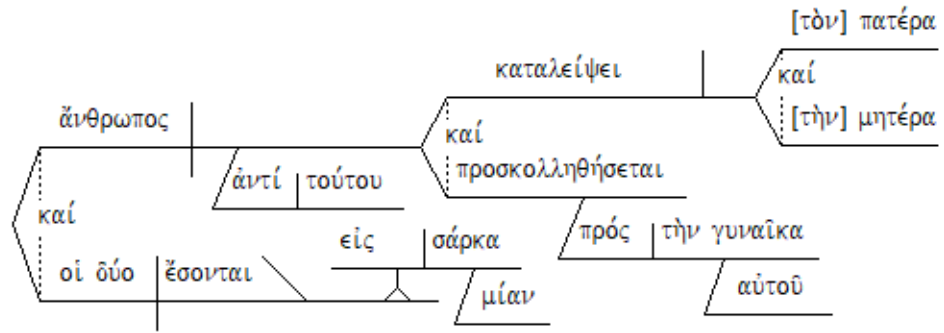 [τὸν] πατέρα
καταλείψει
καί
ἄνθρωπος
[τὴν] μητέρα
καί
προσκολληθήσεται
ἀντί τούτου
καί
πρός τὴν γυναῖκα
εἰς σάρκα
οἱ δύο ἔσονται
αὐτοῦ
μίαν